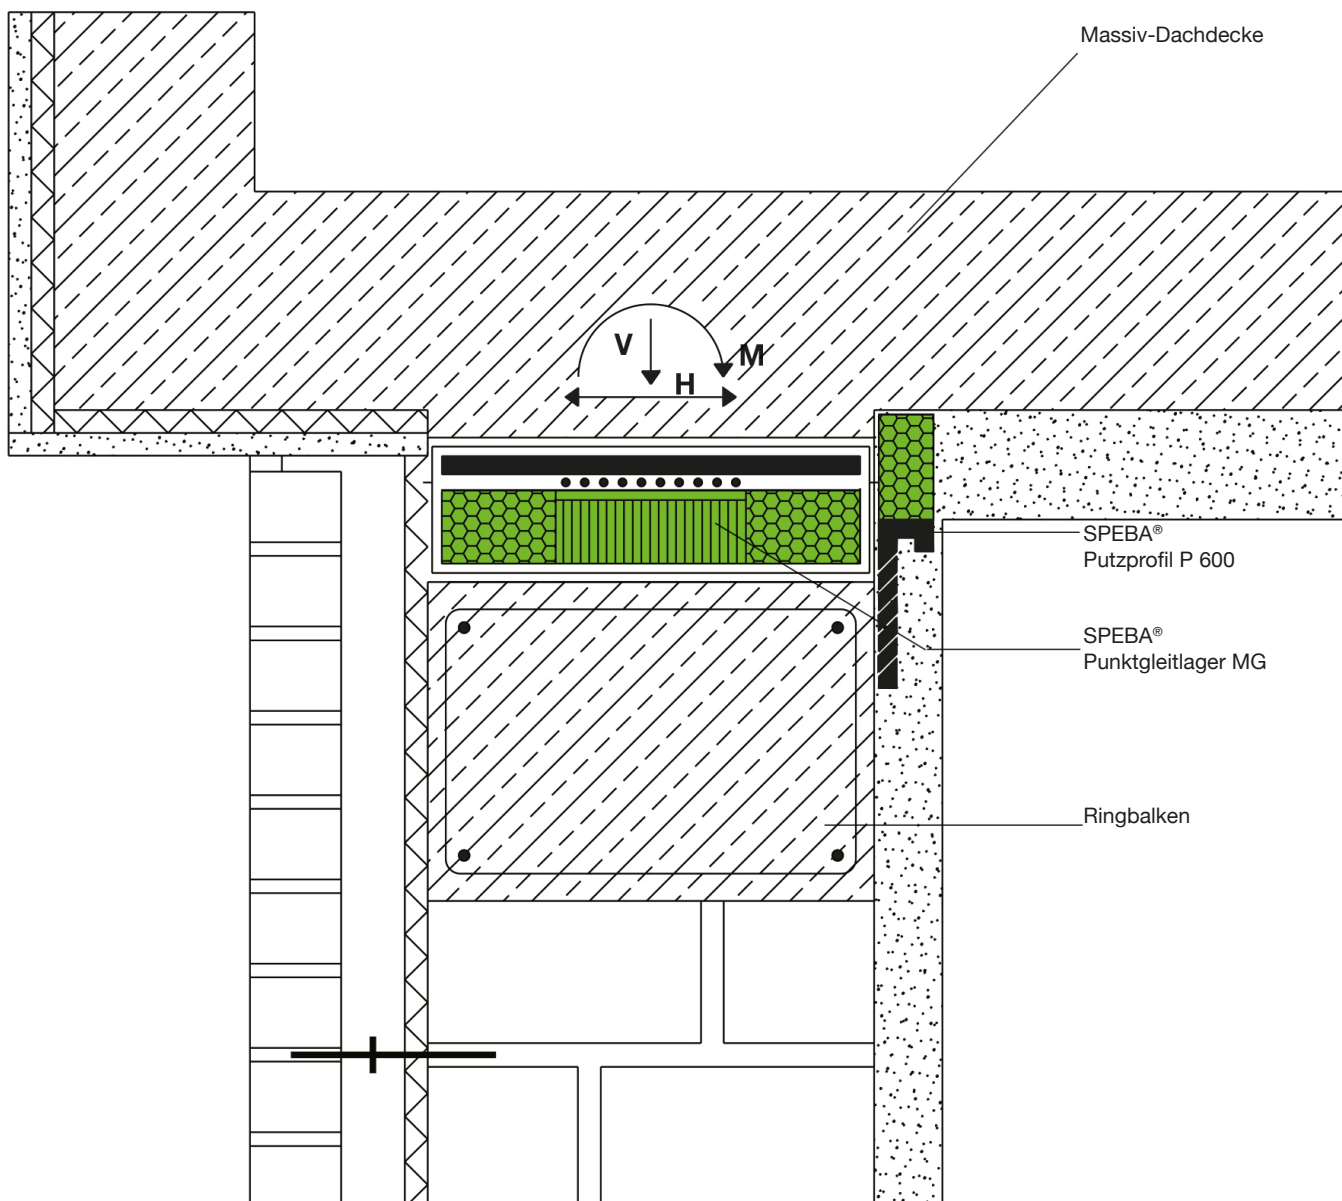 Massiv-Dachdecke
V
M
H
SPEBA®
Putzprofil P 600
SPEBA®
Punktgleitlager MG
Ringbalken